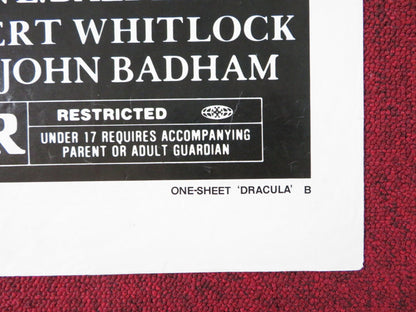 ERT WHITLOCK
JOHN BADHAM
R RESTRICTED
UNDER 17 REQUIRES ACCOMPANYING
PARENT OR ADULT GUARDIAN
ONE-SHEET 'DRACULA' B